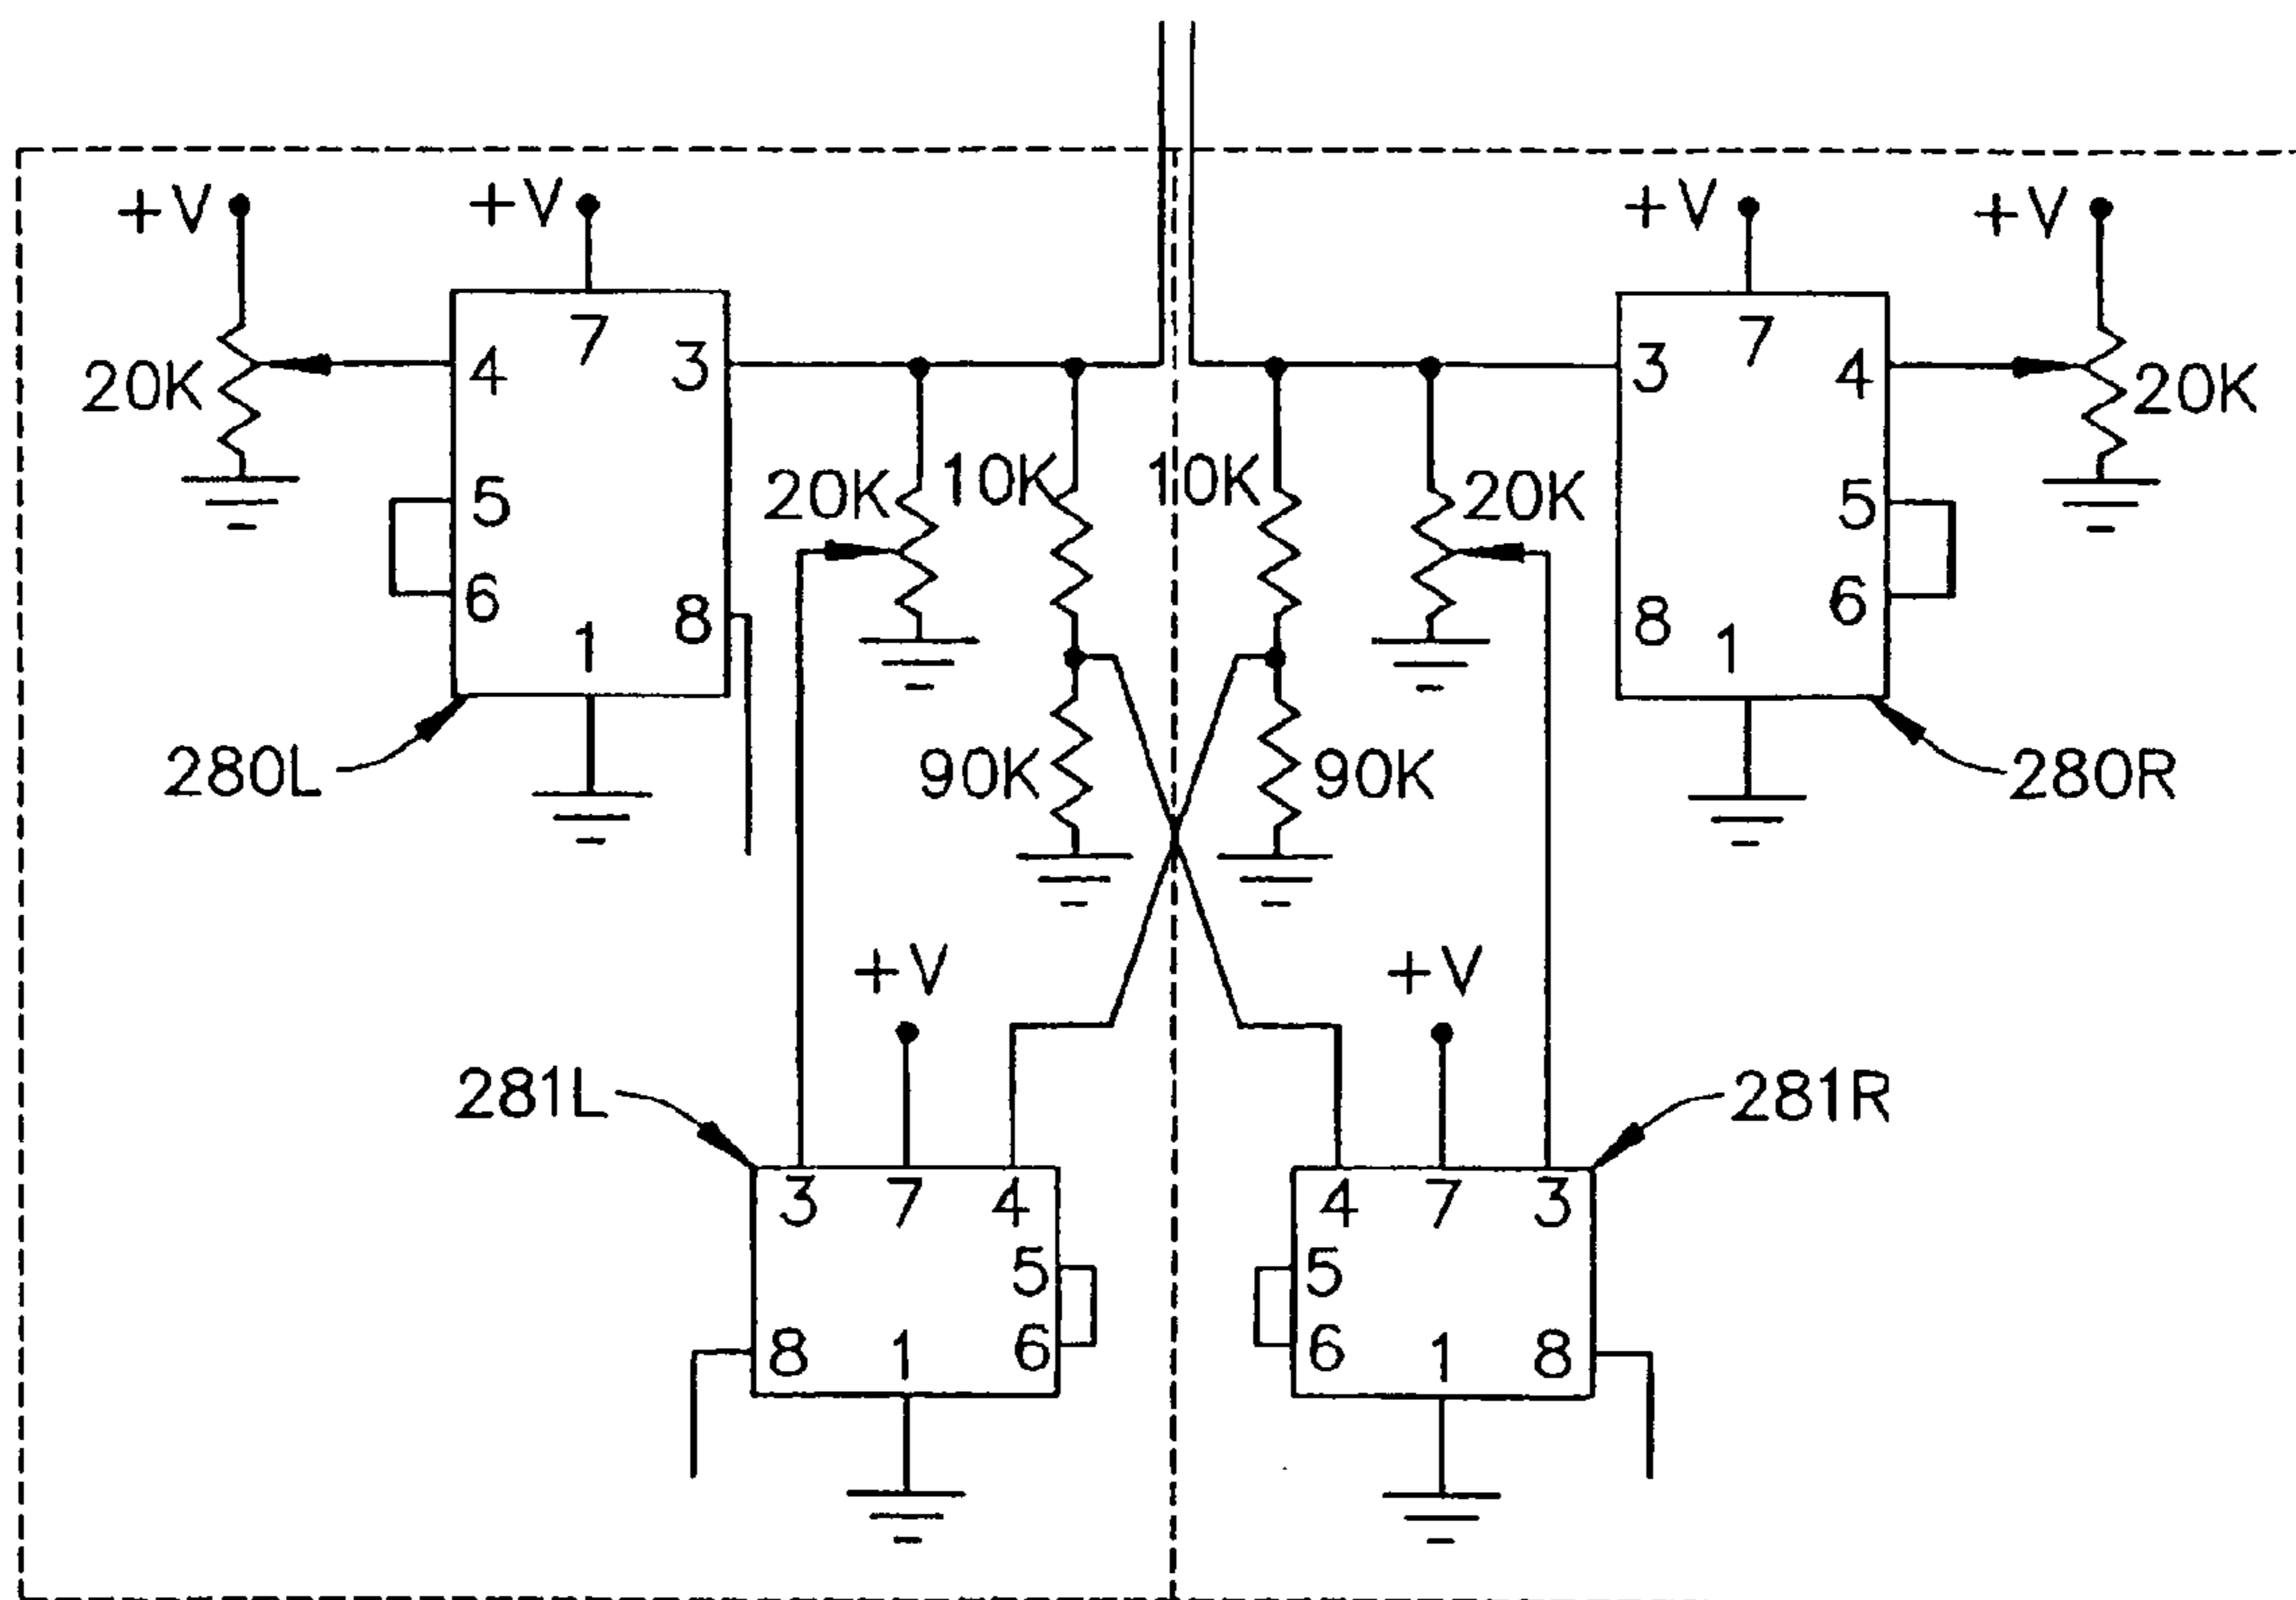 +V +V +V +V
7 7
4 3 3 4
20K 20K
5 20K 10K 10K 20K 5
6 8 8 6
1 1
280L 90K 90K 280R
+V +V
281L 281R
3 7 4 4 7 3
5 5
8 1 6 6 1 8